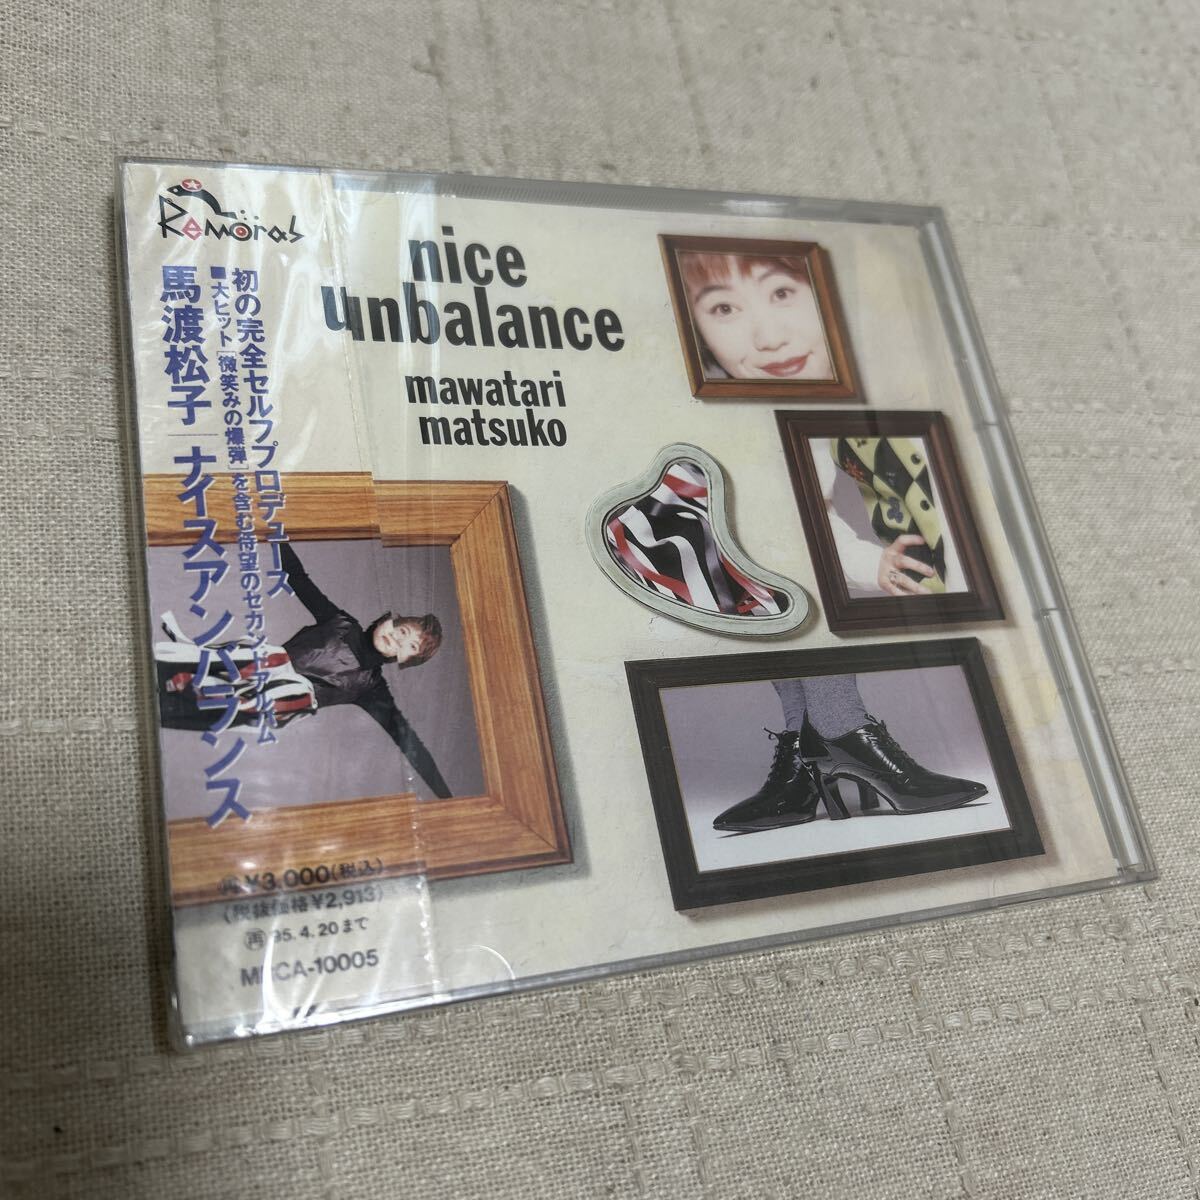 Remoras
初の完全セルフプロデュース
■大ヒット[微笑みの爆弾]を含む待望のセカンドアルバム
馬渡松子 | ナイスアンバランス
nice
unbalance
mawatari
matsuko
¥3,000(税込)
(税抜価格¥2,913)
再 95.4.20まで